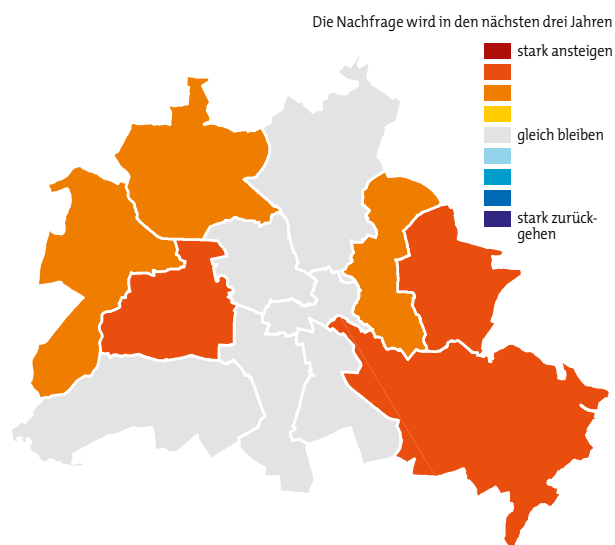 Die Nachfrage wird in den nächsten drei Jahren
stark ansteigen
gleich bleiben
stark zurück-
gehen